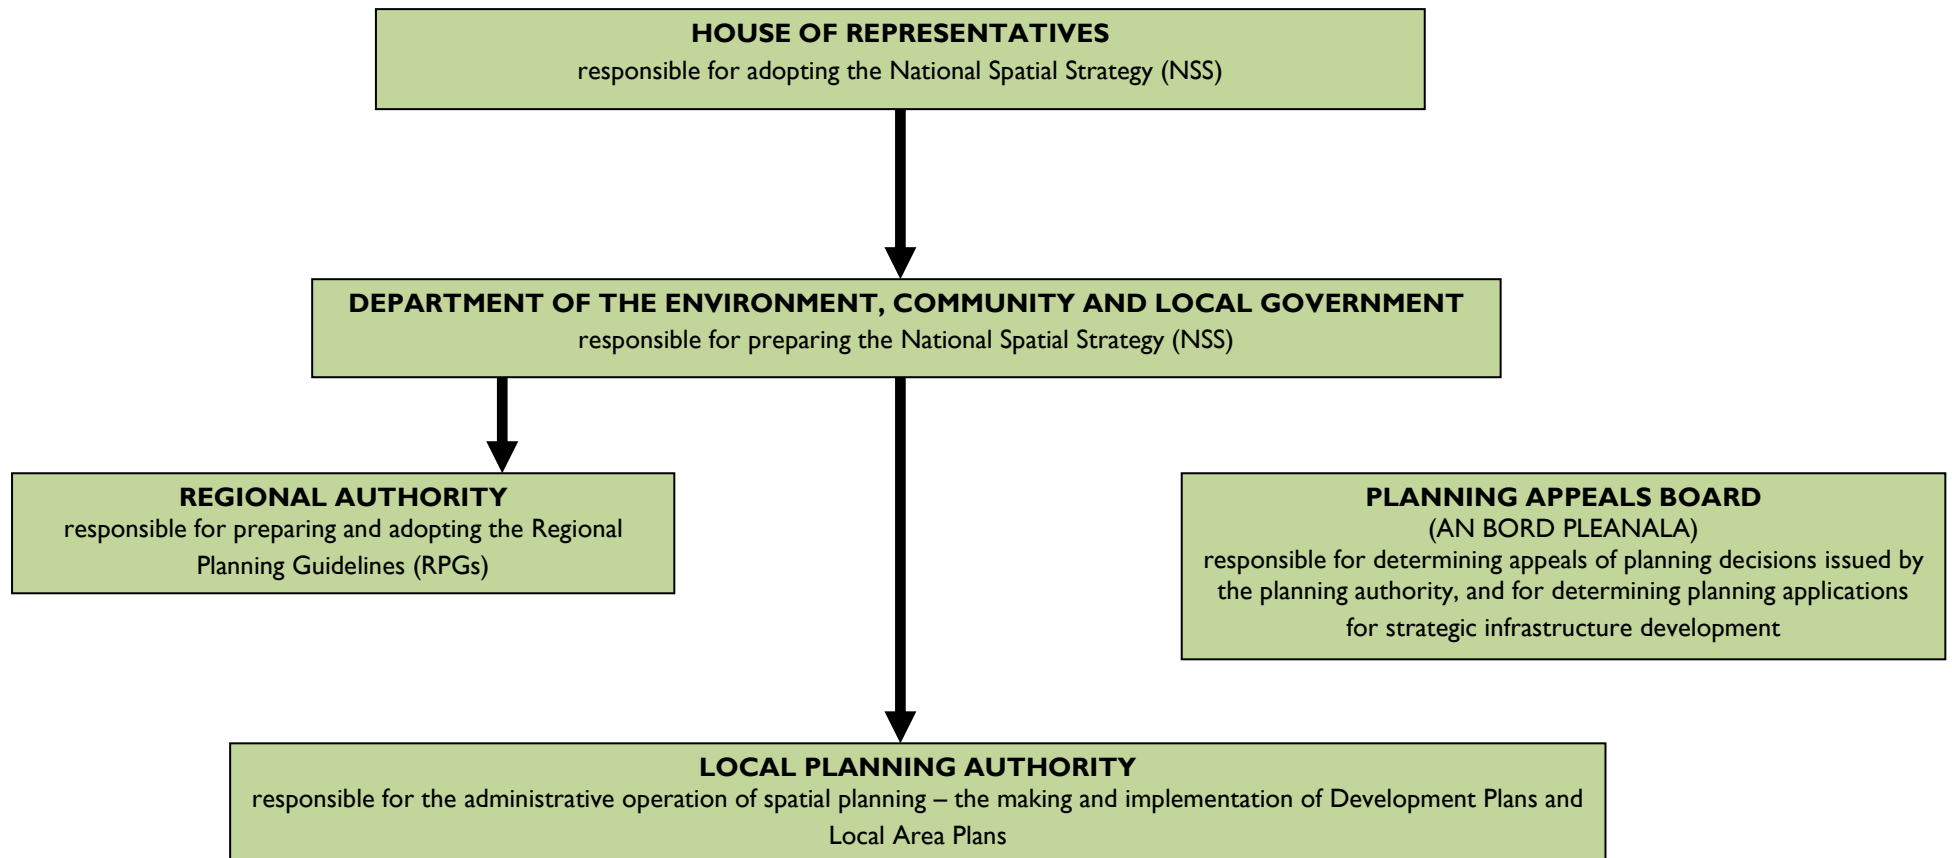 HOUSE OF REPRESENTATIVES
responsible for adopting the National Spatial Strategy (NSS)
DEPARTMENT OF THE ENVIRONMENT, COMMUNITY AND LOCAL GOVERNMENT
responsible for preparing the National Spatial Strategy (NSS)
REGIONAL AUTHORITY
responsible for preparing and adopting the Regional
Planning Guidelines (RPGs)
PLANNING APPEALS BOARD
(AN BORD PLEANALA)
responsible for determining appeals of planning decisions issued by
the planning authority, and for determining planning applications
for strategic infrastructure development
LOCAL PLANNING AUTHORITY
responsible for the administrative operation of spatial planning – the making and implementation of Development Plans and
Local Area Plans